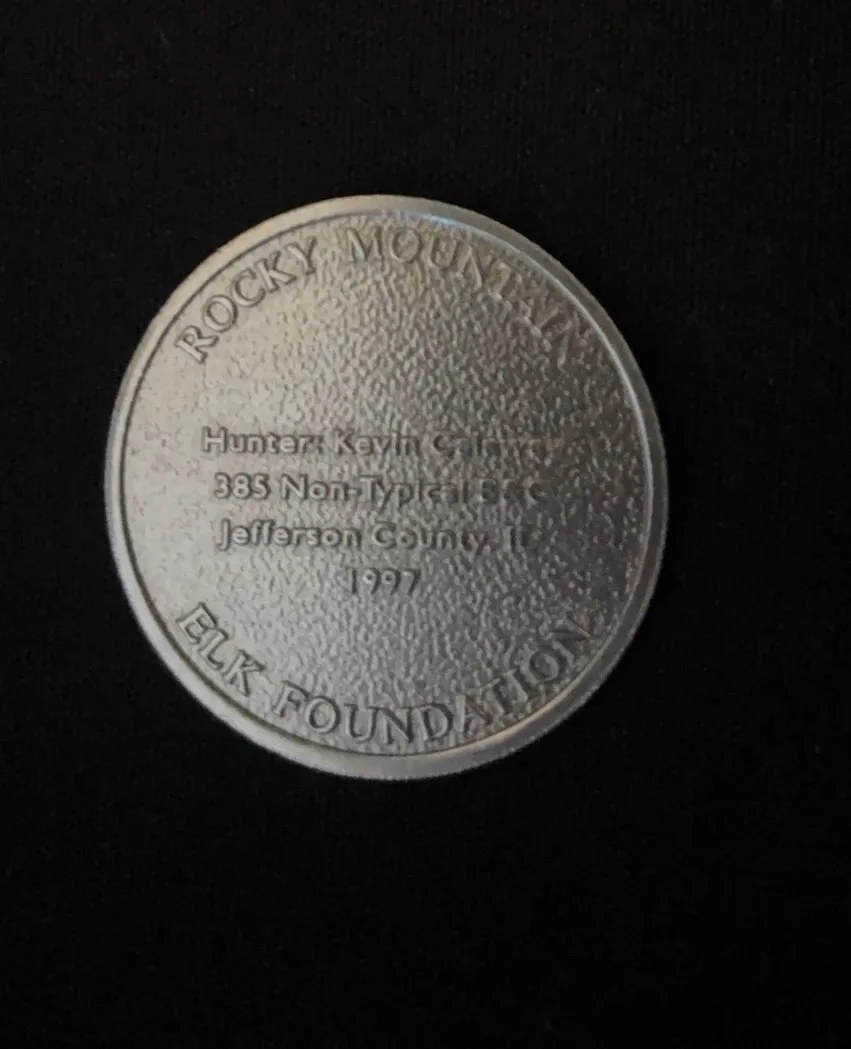 ROCKY MOUNTAIN
Hunter: Kevin
385 Non-Typical B&C
Jefferson County,
1997
ELK FOUNDATION